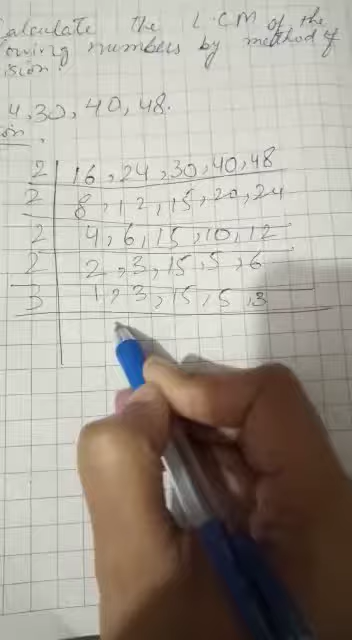 Calculate the L.C.M of the
owing numbers by method of
ision.
4, 30, 40, 48.
on.
2 16, 24, 30, 40, 48
2 8, 12, 15, 20, 24
2 4, 6, 15, 10, 12
2 2, 3, 15, 5, 6
3 1, 3, 15, 5, 3